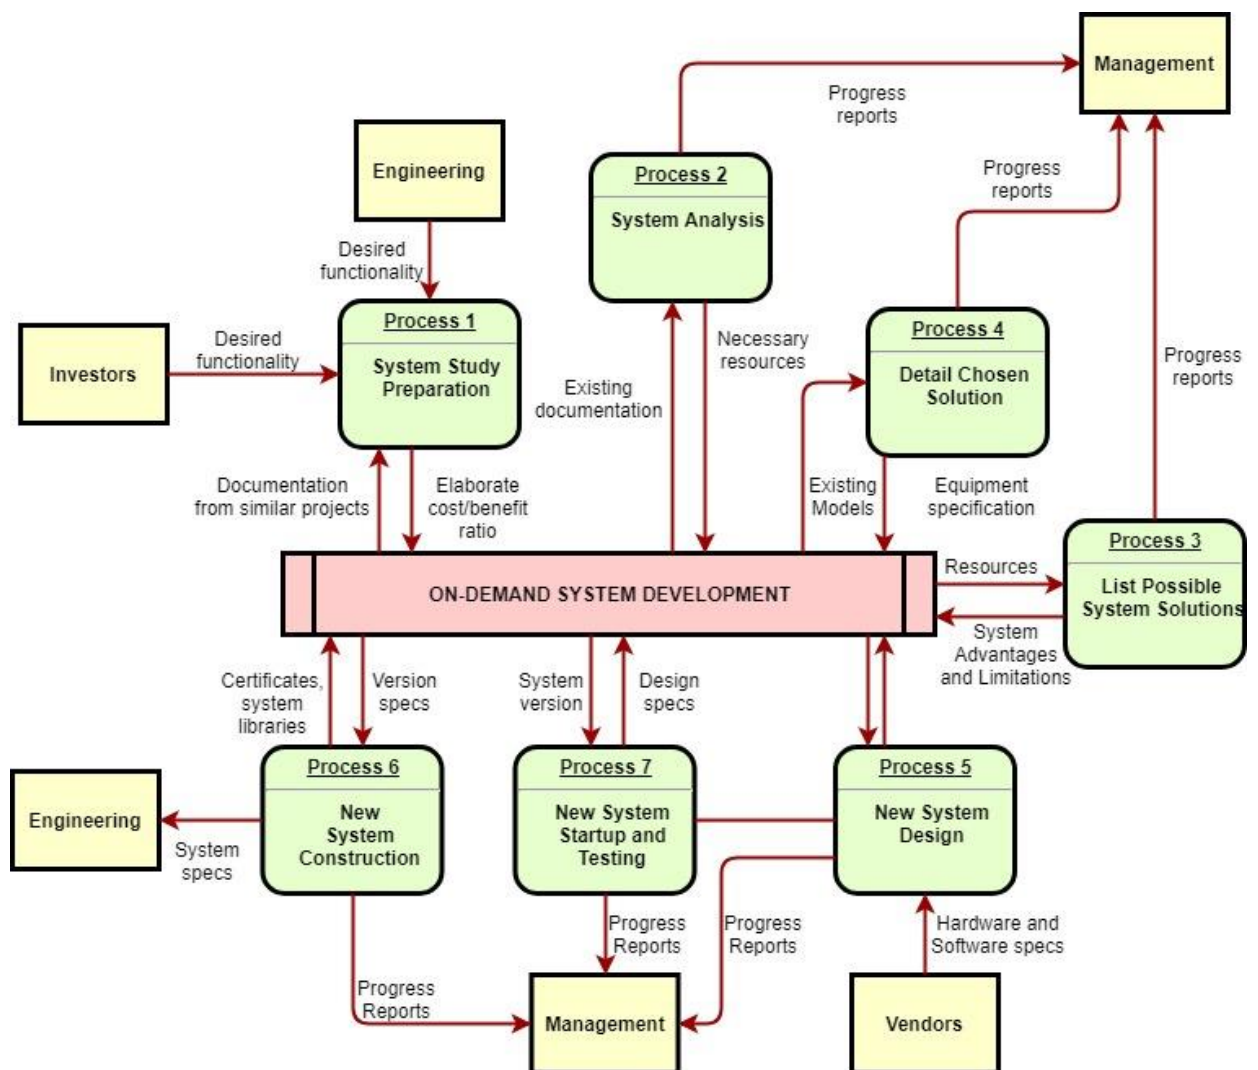 Management
Progress
reports
Engineering
Process 2
System Analysis
Progress
reports
Desired
functionality
Process 1
System Study
Preparation
Investors
Desired
functionality
Process 4
Detail Chosen
Solution
Necessary
resources
Progress
reports
Existing
documentation
Documentation
from similar projects
Elaborate
cost/benefit
ratio
Existing
Models
Equipment
specification
Process 3
List Possible
System Solutions
ON-DEMAND SYSTEM DEVELOPMENT
Resources
System
Advantages
and Limitations
Certificates,
system
libraries
Version
specs
System
version
Design
specs
Process 6
New
System
Construction
Process 7
New System
Startup and
Testing
Process 5
New System
Design
Engineering
System
specs
Progress
Reports
Progress
Reports
Hardware and
Software specs
Progress
Reports
Management
Vendors